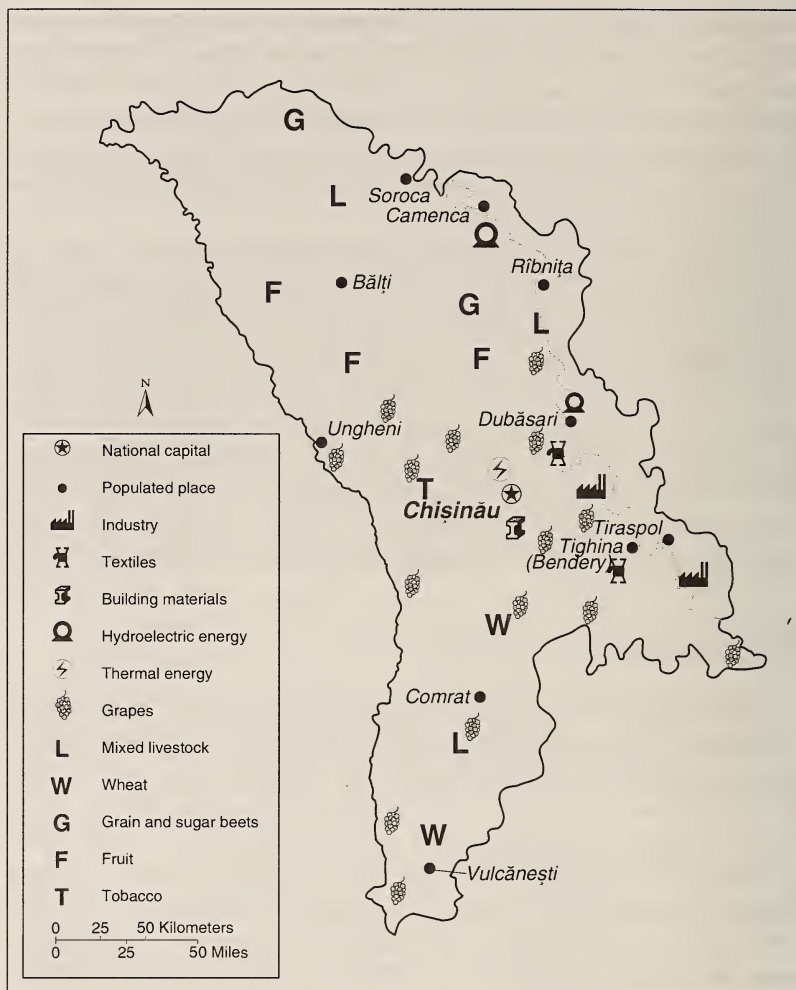 G
Soroca
L
Camenca
Rîbnița
Bălți
F
G
L
F
F
N
Ungheni
Dubăsari
T
Chișinău
Tiraspol
Tighina
(Bendery)
W
Comrat
L
W
Vulcănești
National capital
Populated place
Industry
Textiles
Building materials
Hydroelectric energy
Thermal energy
Grapes
L Mixed livestock
W Wheat
G Grain and sugar beets
F Fruit
T Tobacco
0 25 50 Kilometers
0 25 50 Miles